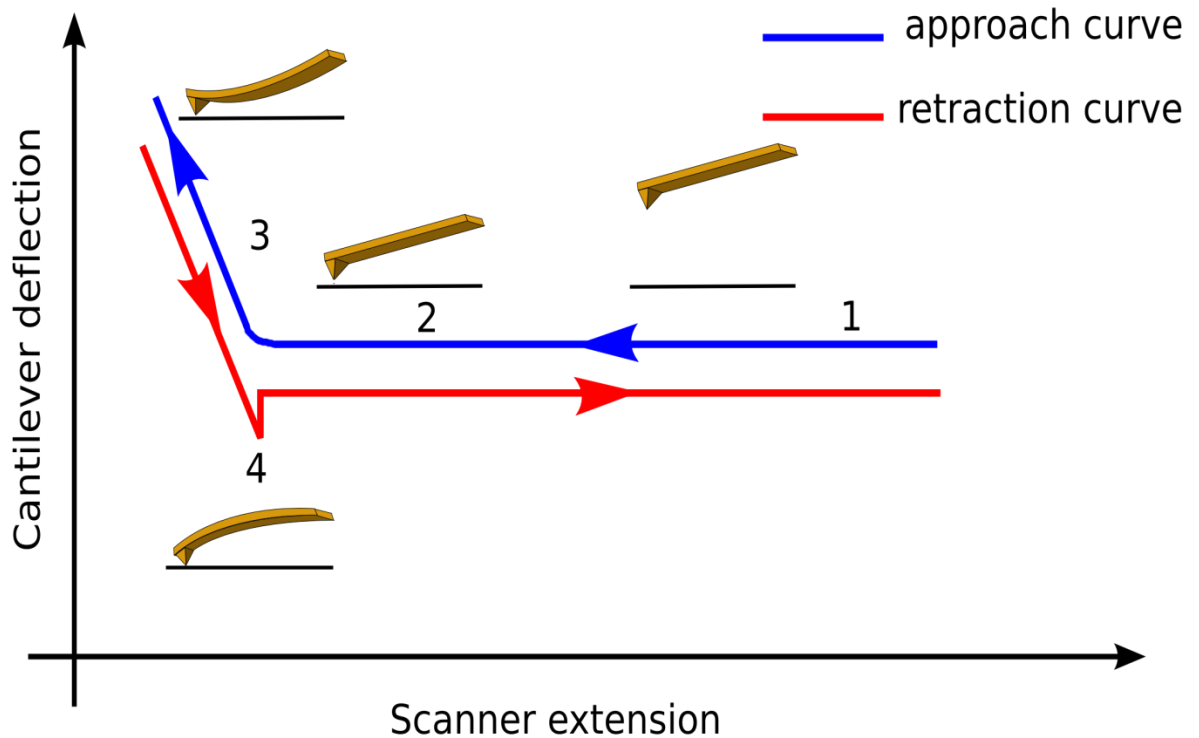 approach curve
retraction curve
Cantilever deflection
3
2
1
4
Scanner extension